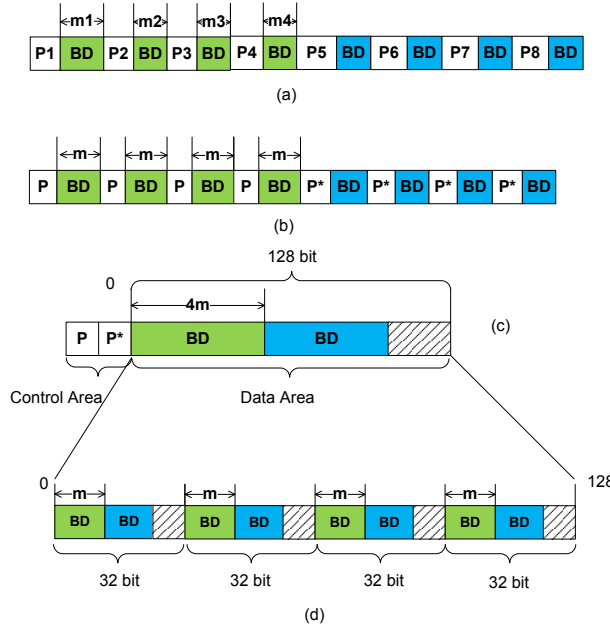 m1 m2 m3 m4
P1 BD P2 BD P3 BD P4 BD P5 BD P6 BD P7 BD P8 BD
(a)
m m m m
P BD P BD P BD P BD P* BD P* BD P* BD P* BD
(b)
128 bit
0
4m
P P* BD BD
(c)
Control Area Data Area
0 128
m m m m
BD BD BD BD BD BD BD BD
32 bit 32 bit 32 bit 32 bit
(d)